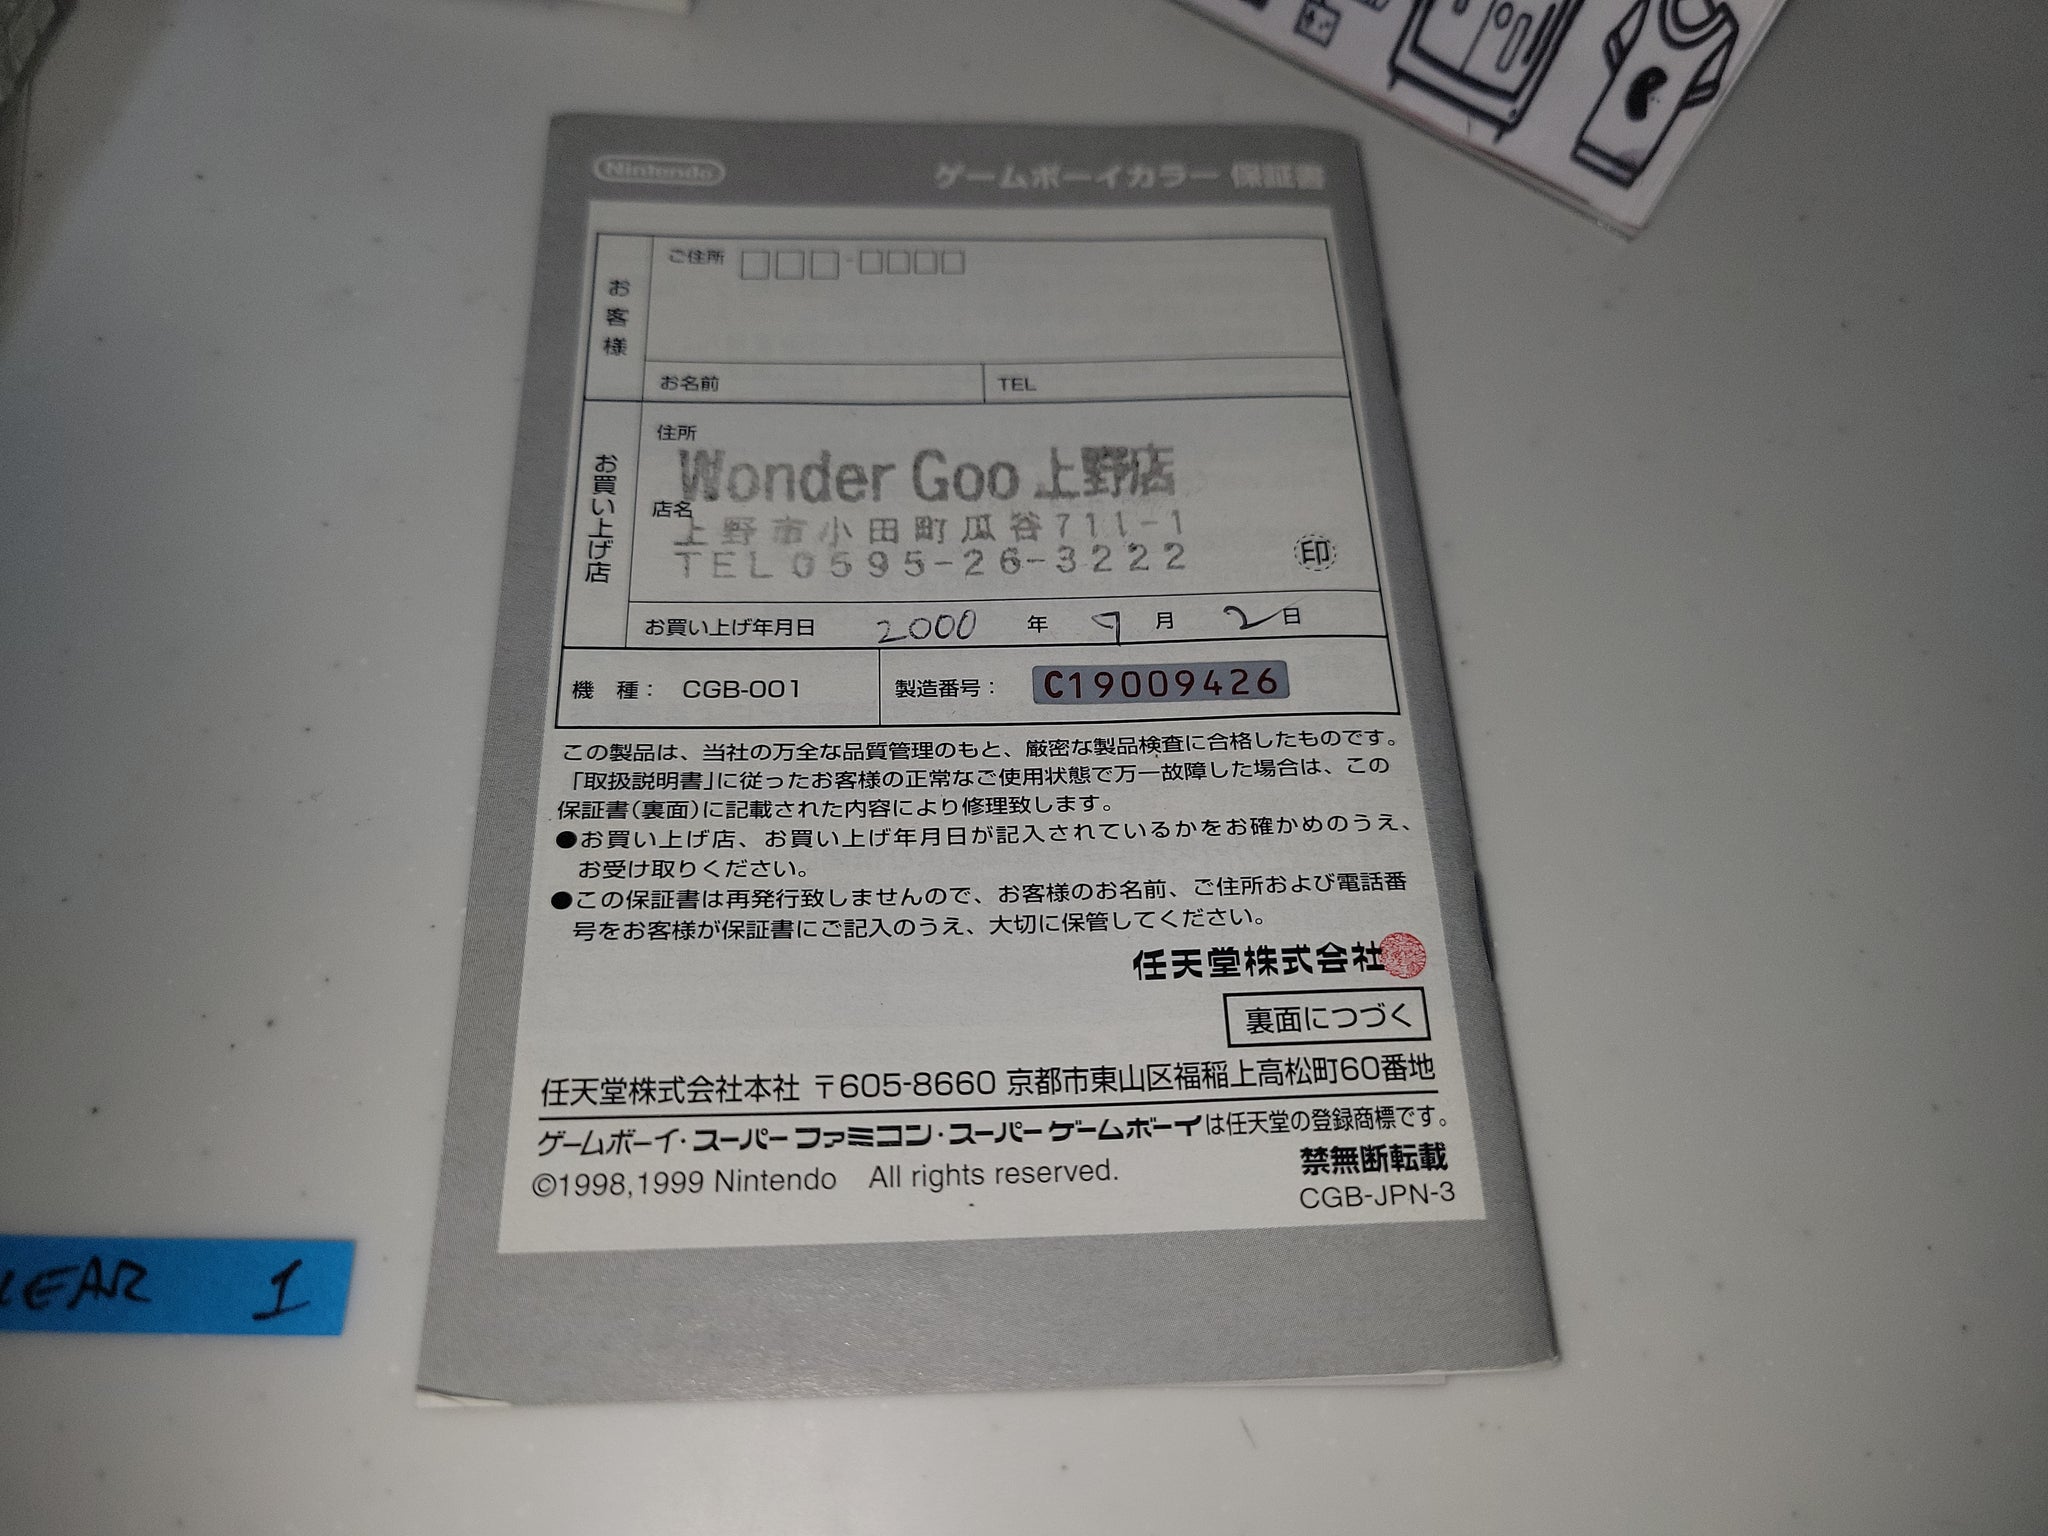 Nintendo
ゲームボーイカラー 保証書
お客様
ご住所 □□□-□□□□
お名前
TEL
お買い上げ店
住所
Wonder Goo 上野店
店名
上野市小田町瓜谷711-1
TEL0595-26-3222
印
お買い上げ年月日 2000 年 9 月 2 日
機 種： CGB-001
製造番号： C19009426
この製品は、当社の万全な品質管理のもと、厳密な製品検査に合格したものです。
「取扱説明書」に従ったお客様の正常なご使用状態で万一故障した場合は、この
保証書(裏面)に記載された内容により修理致します。
●お買い上げ店、お買い上げ年月日が記入されているかをお確かめのうえ、
お受け取りください。
●この保証書は再発行致しませんので、お客様のお名前、ご住所および電話番
号をお客様が保証書にご記入のうえ、大切に保管してください。
任天堂株式会社
裏面につづく
任天堂株式会社本社 〒605-8660 京都市東山区福稲上高松町60番地
ゲームボーイ・スーパーファミコン・スーパーゲームボーイは任天堂の登録商標です。
©1998,1999 Nintendo All rights reserved.
禁無断転載
CGB-JPN-3
LEAR 1